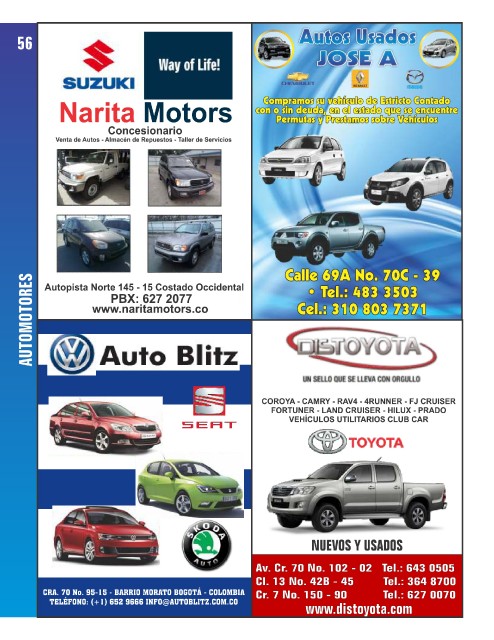 56
AUTOMOTORES
SUZUKI
Way of Life!
Narita Motors
Concesionario
Venta de Autos - Almacén de Repuestos - Taller de Servicios
Autopista Norte 145 - 15 Costado Occidental
PBX: 627 2077
www.naritamotors.co
Autos Usados
JOSE A
CHEVROLET
RENAULT
mazda
Compramos su vehículo de Estricto Contado
con o sin deuda, en el estado que se encuentre
Permutas y Prestamos sobre Vehículos
Calle 69A No. 70C - 39
• Tel.: 483 3503
Cel.: 310 803 7371
Auto Blitz
SEAT
SKODA
AUTO
CRA. 70 No. 95-15 - BARRIO MORATO BOGOTÁ - COLOMBIA
TELÉFONO: (+1) 652 9666 INFO@AUTOBLITZ.COM.CO
DISTOYOTA
UN SELLO QUE SE LLEVA CON ORGULLO
COROYA - CAMRY - RAV4 - 4RUNNER - FJ CRUISER
FORTUNER - LAND CRUISER - HILUX - PRADO
VEHÍCULOS UTILITARIOS CLUB CAR
TOYOTA
NUEVOS Y USADOS
Av. Cr. 70 No. 102 - 02 Tel.: 643 0505
Cl. 13 No. 42B - 45 Tel.: 364 8700
Cr. 7 No. 150 - 90 Tel.: 627 0070
www.distoyota.com